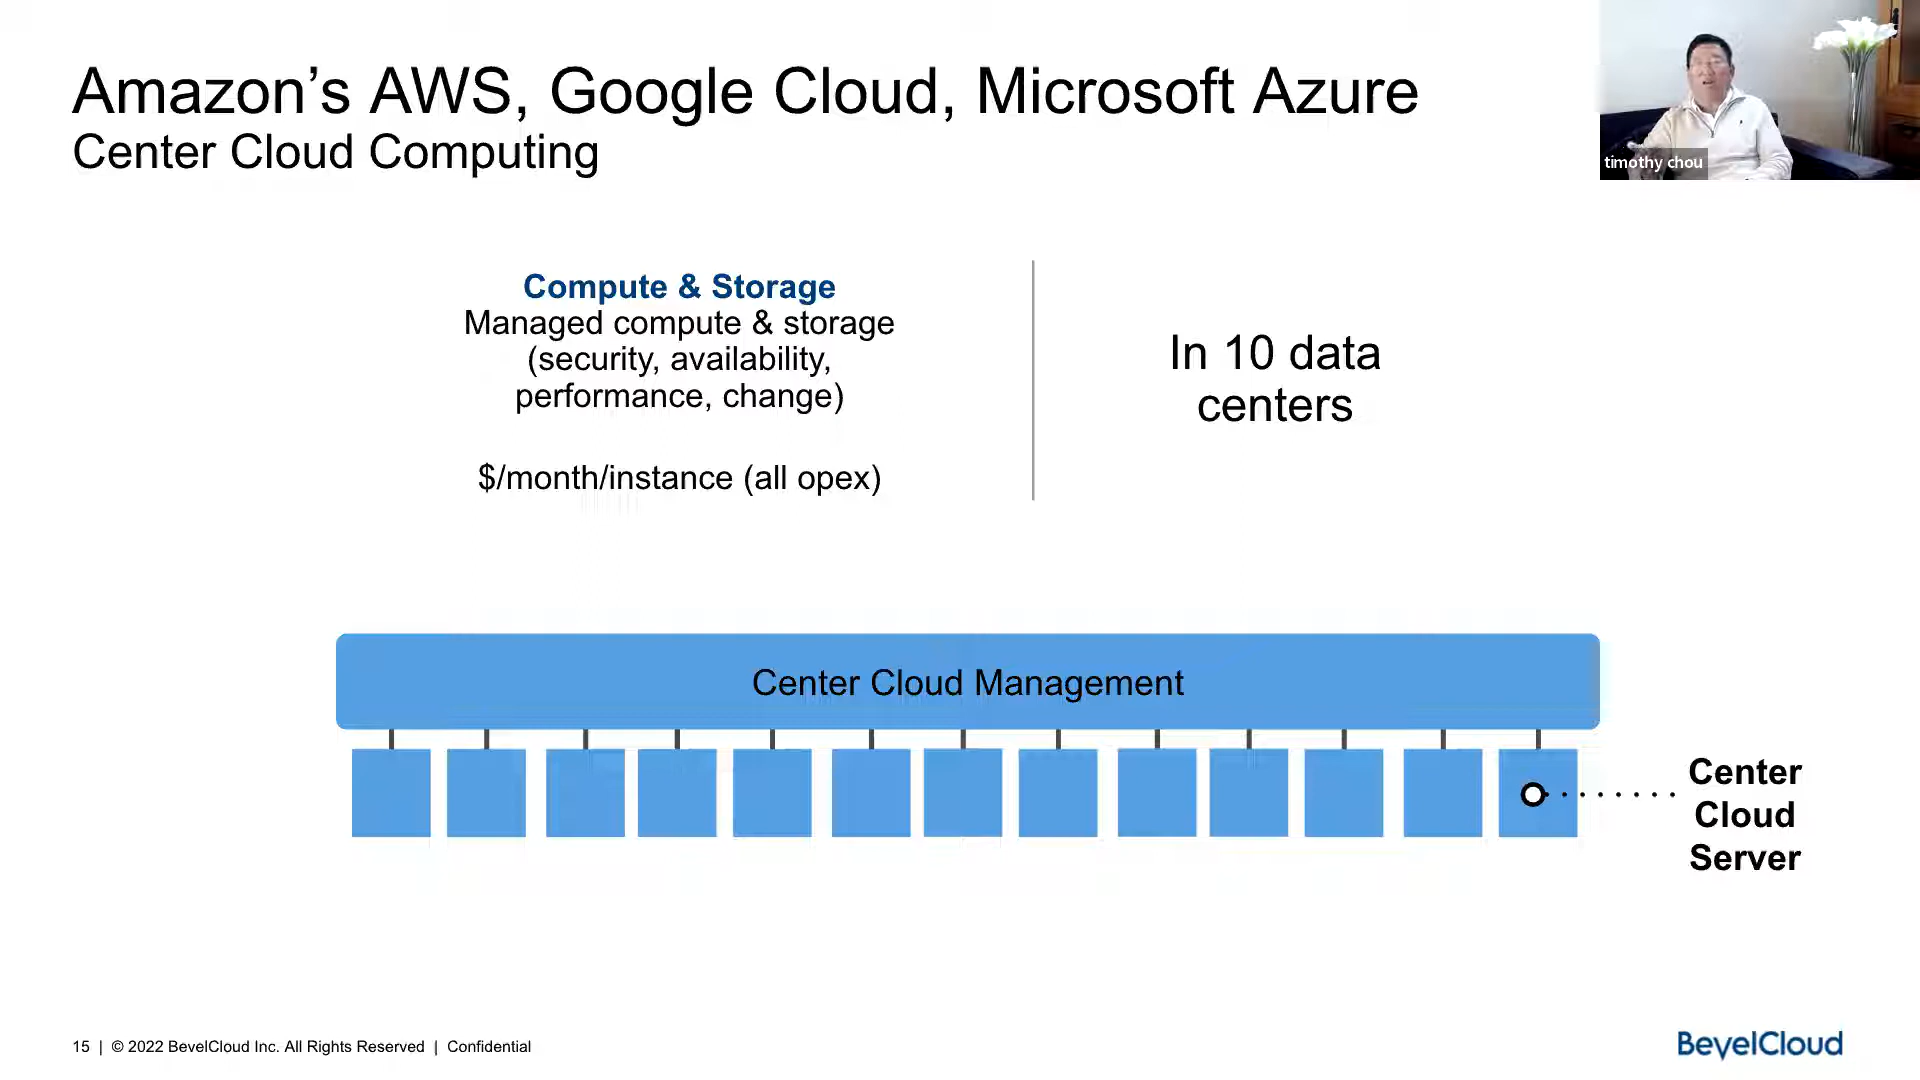 Amazon’s AWS, Google Cloud, Microsoft Azure
Center Cloud Computing
timothy chou
Compute & Storage
Managed compute & storage
(security, availability,
performance, change)
$/month/instance (all opex)
In 10 data
centers
Center Cloud Management
Center
Cloud
Server
15 | © 2022 BevelCloud Inc. All Rights Reserved | Confidential
BevelCloud